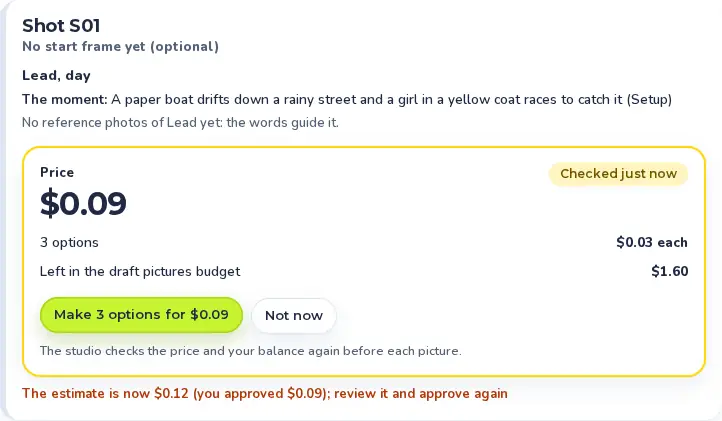 Shot S01
No start frame yet (optional)
Lead, day
The moment: A paper boat drifts down a rainy street and a girl in a yellow coat races to catch it (Setup)
No reference photos of Lead yet: the words guide it.
Price
Checked just now
$0.09
3 options
$0.03 each
Left in the draft pictures budget
$1.60
Make 3 options for $0.09
Not now
The studio checks the price and your balance again before each picture.
The estimate is now $0.12 (you approved $0.09); review it and approve again